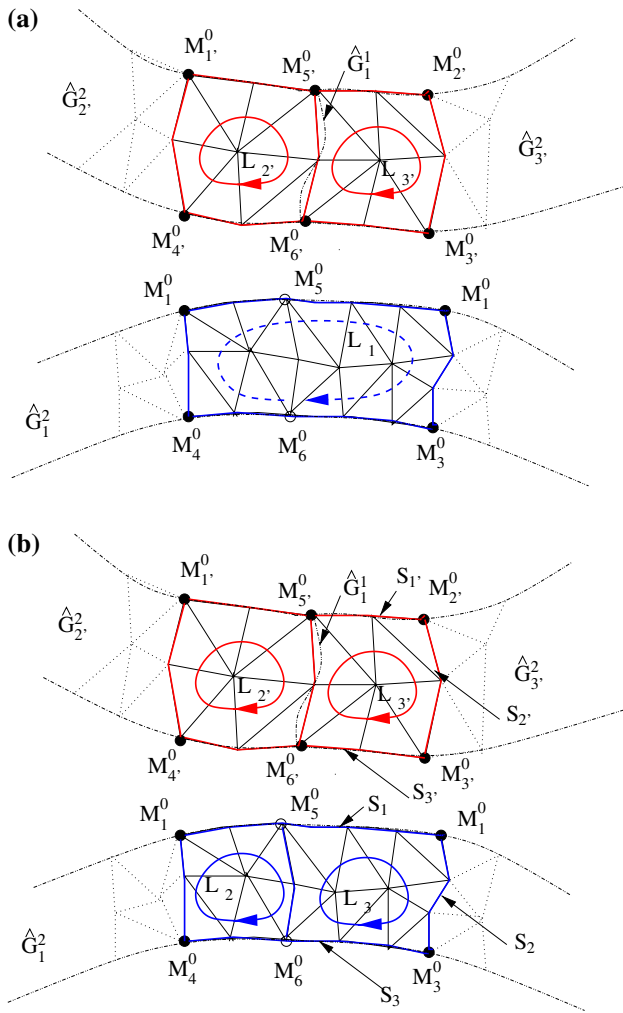 (a)
M⁰₁'
M⁰₅'
Ĝ¹₁
M⁰₂'
Ĝ²₂'
Ĝ²₃'
L₂'
L₃'
M⁰₄'
M⁰₆'
M⁰₃'
M⁰₁
M⁰₅
M⁰₁
L₁
Ĝ²₁
M⁰₄
M⁰₆
M⁰₃
(b)
M⁰₁'
M⁰₅'
Ĝ¹₁
S₁'
M⁰₂'
Ĝ²₂'
Ĝ²₃'
L₂'
L₃'
S₂'
M⁰₄'
M⁰₆'
S₃'
M⁰₃'
M⁰₁
M⁰₅
S₁
M⁰₁
L₂
L₃
Ĝ²₁
S₂
M⁰₄
M⁰₆
S₃
M⁰₃